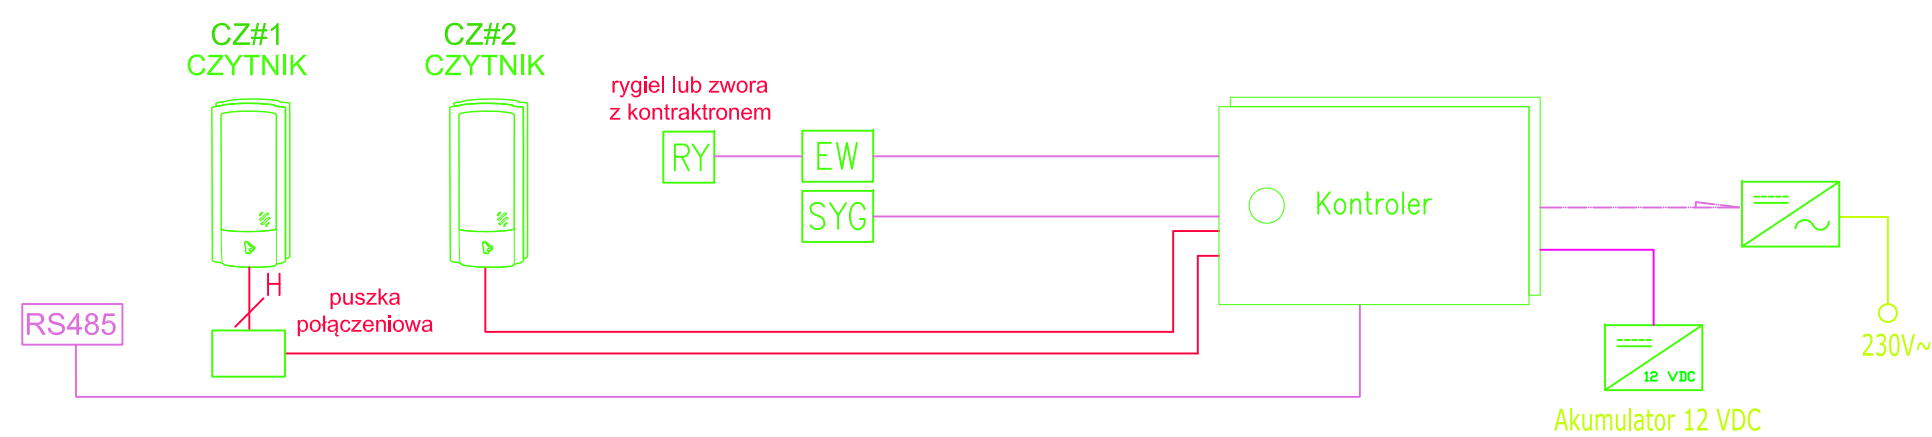 CZ#1
CZYTNIK
CZ#2
CZYTNIK
rygiel lub zwora
z kontraktronem
RY
EW
SYG
Kontroler
H
puszka
połączeniowa
RS485
230V~
12 VDC
Akumulator 12 VDC